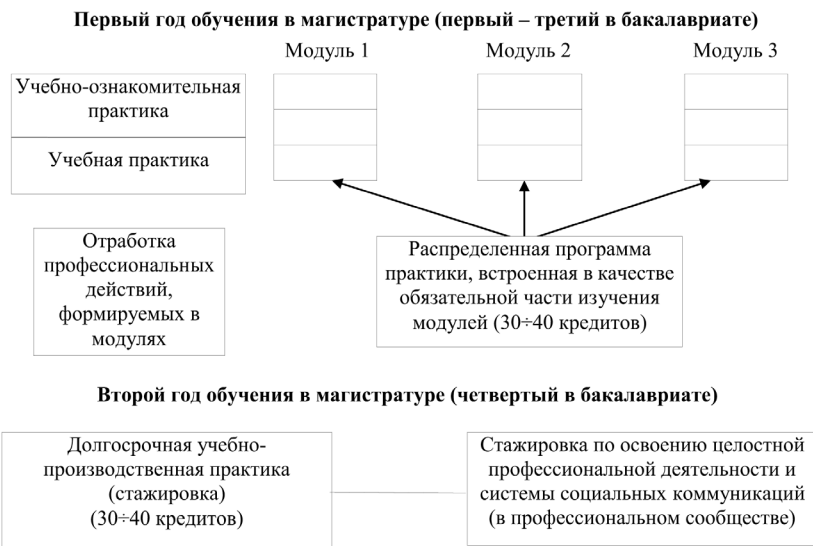 Первый год обучения в магистратуре (первый – третий в бакалавриате)
Модуль 1
Модуль 2
Модуль 3
Учебно-ознакомительная
практика
Учебная практика
Отработка
профессиональных
действий,
формируемых в
модулях
Распределенная программа
практики, встроенная в качестве
обязательной части изучения
модулей (30÷40 кредитов)
Второй год обучения в магистратуре (четвертый в бакалавриате)
Долгосрочная учебно-
производственная практика
(стажировка)
(30÷40 кредитов)
Стажировка по освоению целостной
профессиональной деятельности и
системы социальных коммуникаций
(в профессиональном сообществе)